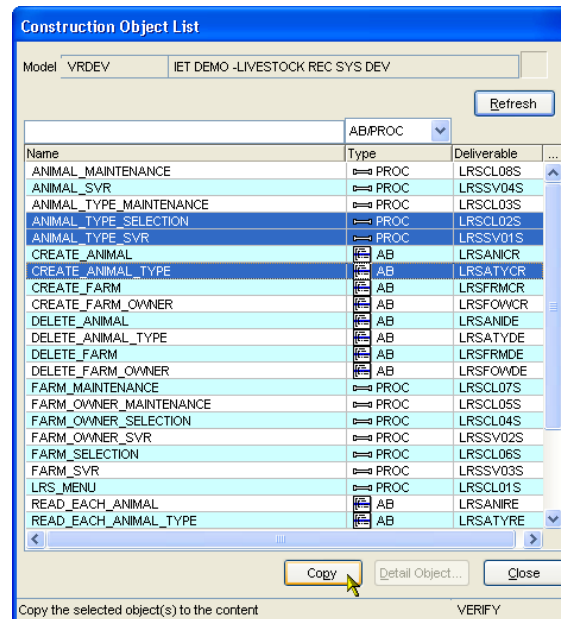 Construction Object List
Model VRDEV IET DEMO -LIVESTOCK REC SYS DEV
Refresh
AB/PROC
Name Type Deliverable ...
ANIMAL_MAINTENANCE PROC LRSCL08S
ANIMAL_SVR PROC LRSSV04S
ANIMAL_TYPE_MAINTENANCE PROC LRSCL03S
ANIMAL_TYPE_SELECTION PROC LRSCL02S
ANIMAL_TYPE_SVR PROC LRSSV01S
CREATE_ANIMAL AB LRSANICR
CREATE_ANIMAL_TYPE AB LRSATYCR
CREATE_FARM AB LRSFRMCR
CREATE_FARM_OWNER AB LRSFOWCR
DELETE_ANIMAL AB LRSANIDE
DELETE_ANIMAL_TYPE AB LRSATYDE
DELETE_FARM AB LRSFRMDE
DELETE_FARM_OWNER AB LRSFOWDE
FARM_MAINTENANCE PROC LRSCL07S
FARM_OWNER_MAINTENANCE PROC LRSCL05S
FARM_OWNER_SELECTION PROC LRSCL04S
FARM_OWNER_SVR PROC LRSSV02S
FARM_SELECTION PROC LRSCL06S
FARM_SVR PROC LRSSV03S
LRS_MENU PROC LRSCL01S
READ_EACH_ANIMAL AB LRSANIRE
READ_EACH_ANIMAL_TYPE AB LRSATYRE
Copy Detail Object... Close
Copy the selected object(s) to the content VERIFY